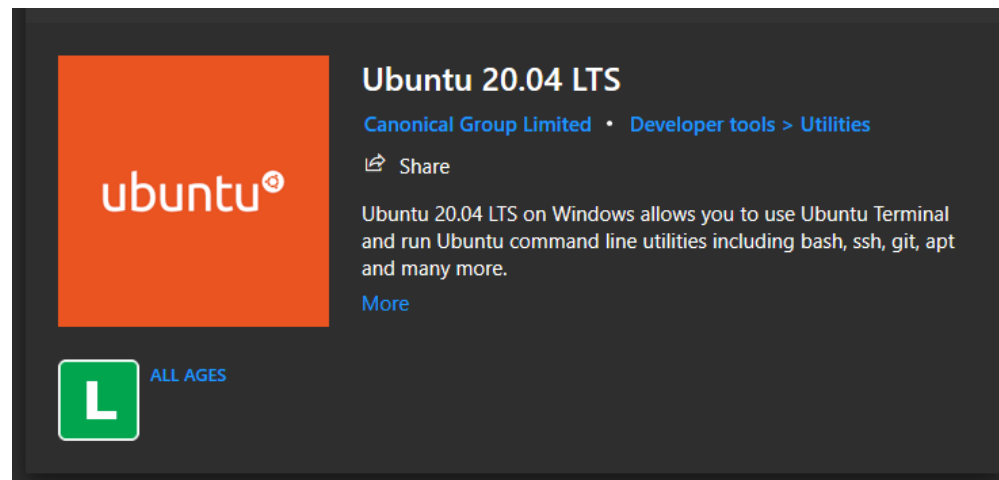 ubuntu
Ubuntu 20.04 LTS
Canonical Group Limited • Developer tools > Utilities
Share
Ubuntu 20.04 LTS on Windows allows you to use Ubuntu Terminal
and run Ubuntu command line utilities including bash, ssh, git, apt
and many more.
More
L
ALL AGES